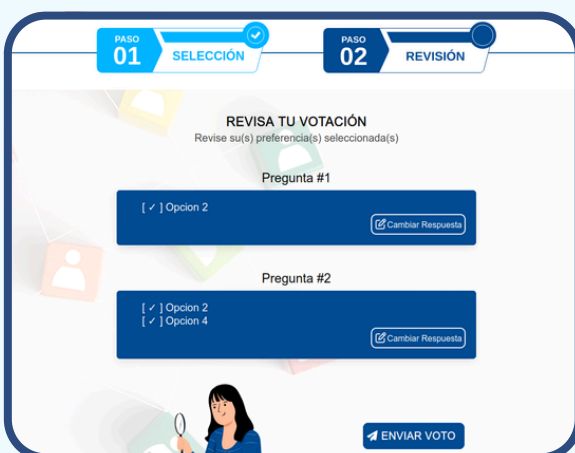 PASO
01
SELECCIÓN
PASO
02
REVISIÓN
REVISA TU VOTACIÓN
Revise su(s) preferencia(s) seleccionada(s)
Pregunta #1
[ ✓ ] Opcion 2
Cambiar Respuesta
Pregunta #2
[ ✓ ] Opcion 2
[ ✓ ] Opcion 4
Cambiar Respuesta
ENVIAR VOTO